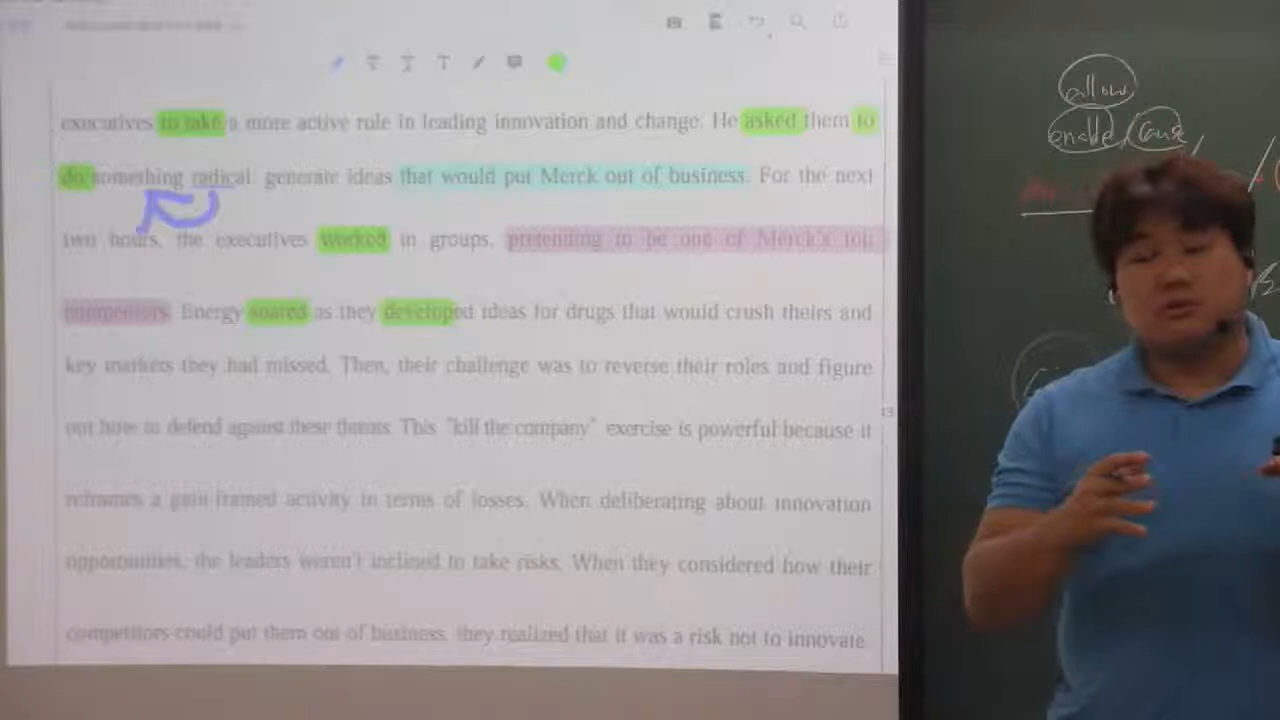 executives to take a more active role in leading innovation and change. He asked them to
do something radical: generate ideas that would put Merck out of business. For the next
two hours, the executives worked in groups, pretending to be one of Merck's top
competitors. Energy soared as they developed ideas for drugs that would crush theirs and
key markets they had missed. Then, their challenge was to reverse their roles and figure
out how to defend against these threats. This "kill the company" exercise is powerful because it
reframes a gain-framed activity in terms of losses. When deliberating about innovation
opportunities, the leaders weren't inclined to take risks. When they considered how their
competitors could put them out of business, they realized that it was a risk not to innovate.
allow
enable, cause